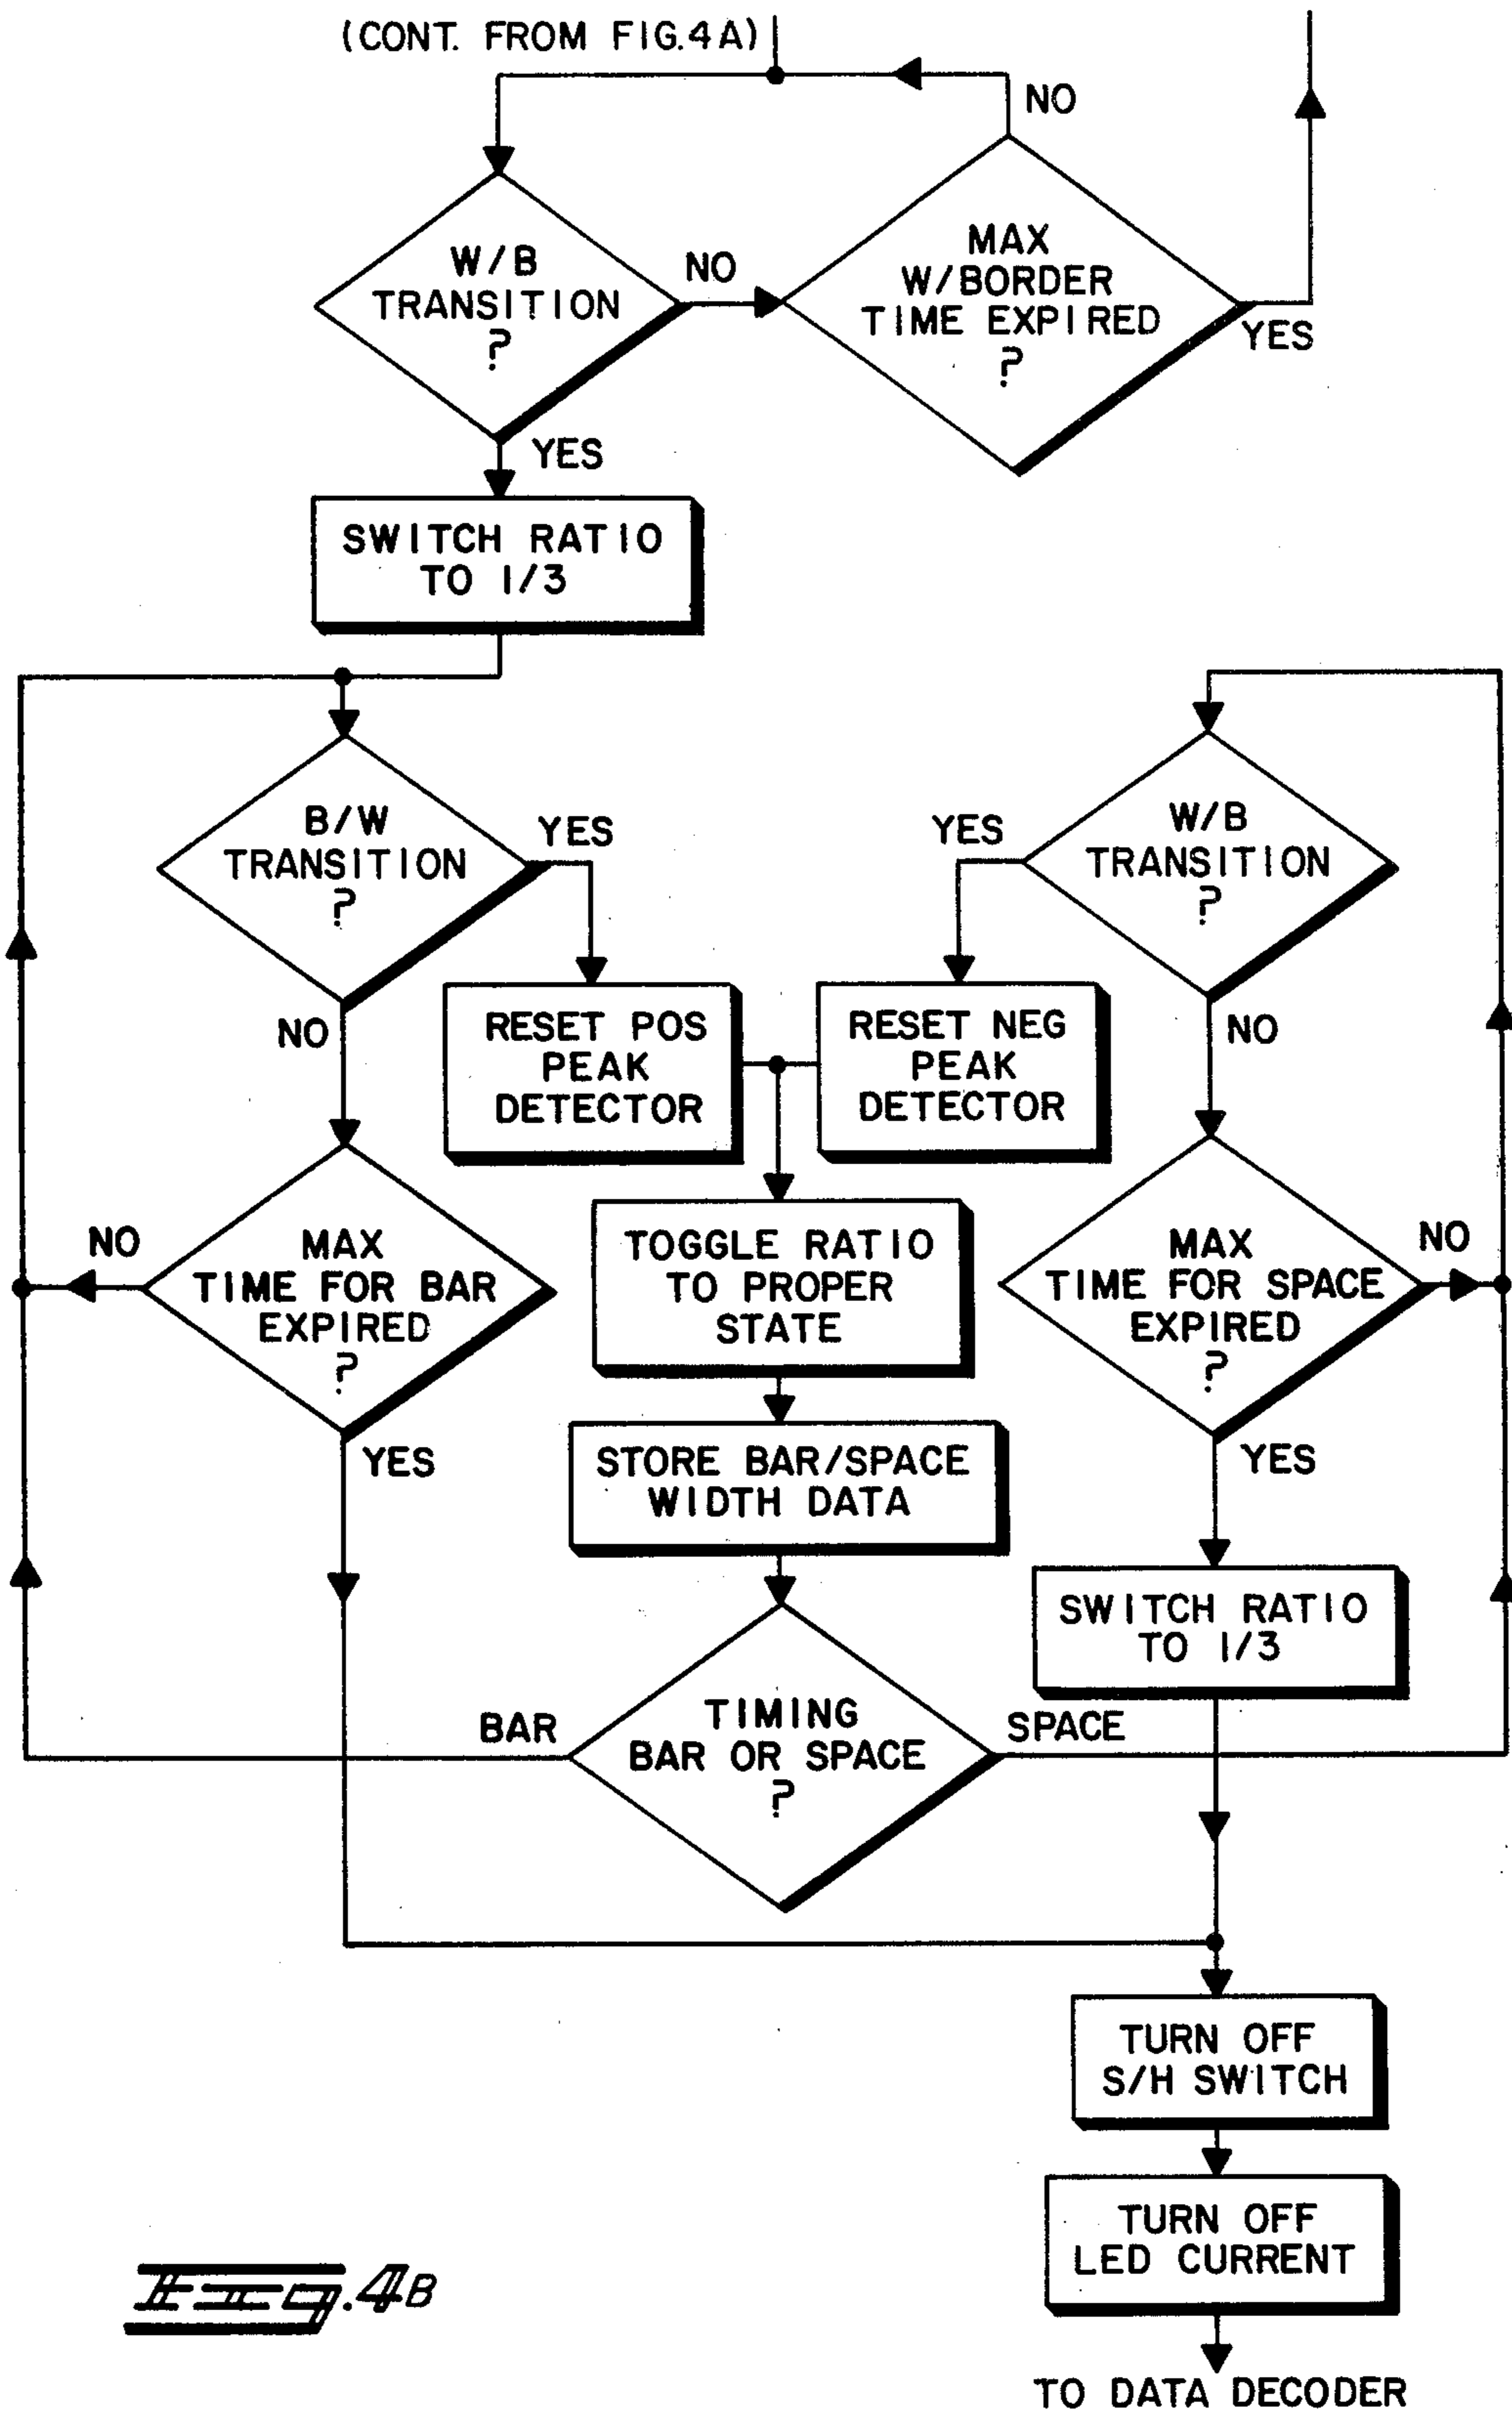 (CONT. FROM FIG.4A)
NO
W/B
TRANSITION
?
NO
MAX
W/BORDER
TIME EXPIRED
?
YES
YES
SWITCH RATIO
TO 1/3
B/W
TRANSITION
?
YES
YES
W/B
TRANSITION
?
NO
RESET POS
PEAK
DETECTOR
RESET NEG
PEAK
DETECTOR
NO
NO
MAX
TIME FOR BAR
EXPIRED
?
TOGGLE RATIO
TO PROPER
STATE
MAX
TIME FOR SPACE
EXPIRED
?
NO
YES
STORE BAR/SPACE
WIDTH DATA
YES
SWITCH RATIO
TO 1/3
BAR
TIMING
BAR OR SPACE
?
SPACE
TURN OFF
S/H SWITCH
TURN OFF
LED CURRENT
Fig. 4B
TO DATA DECODER